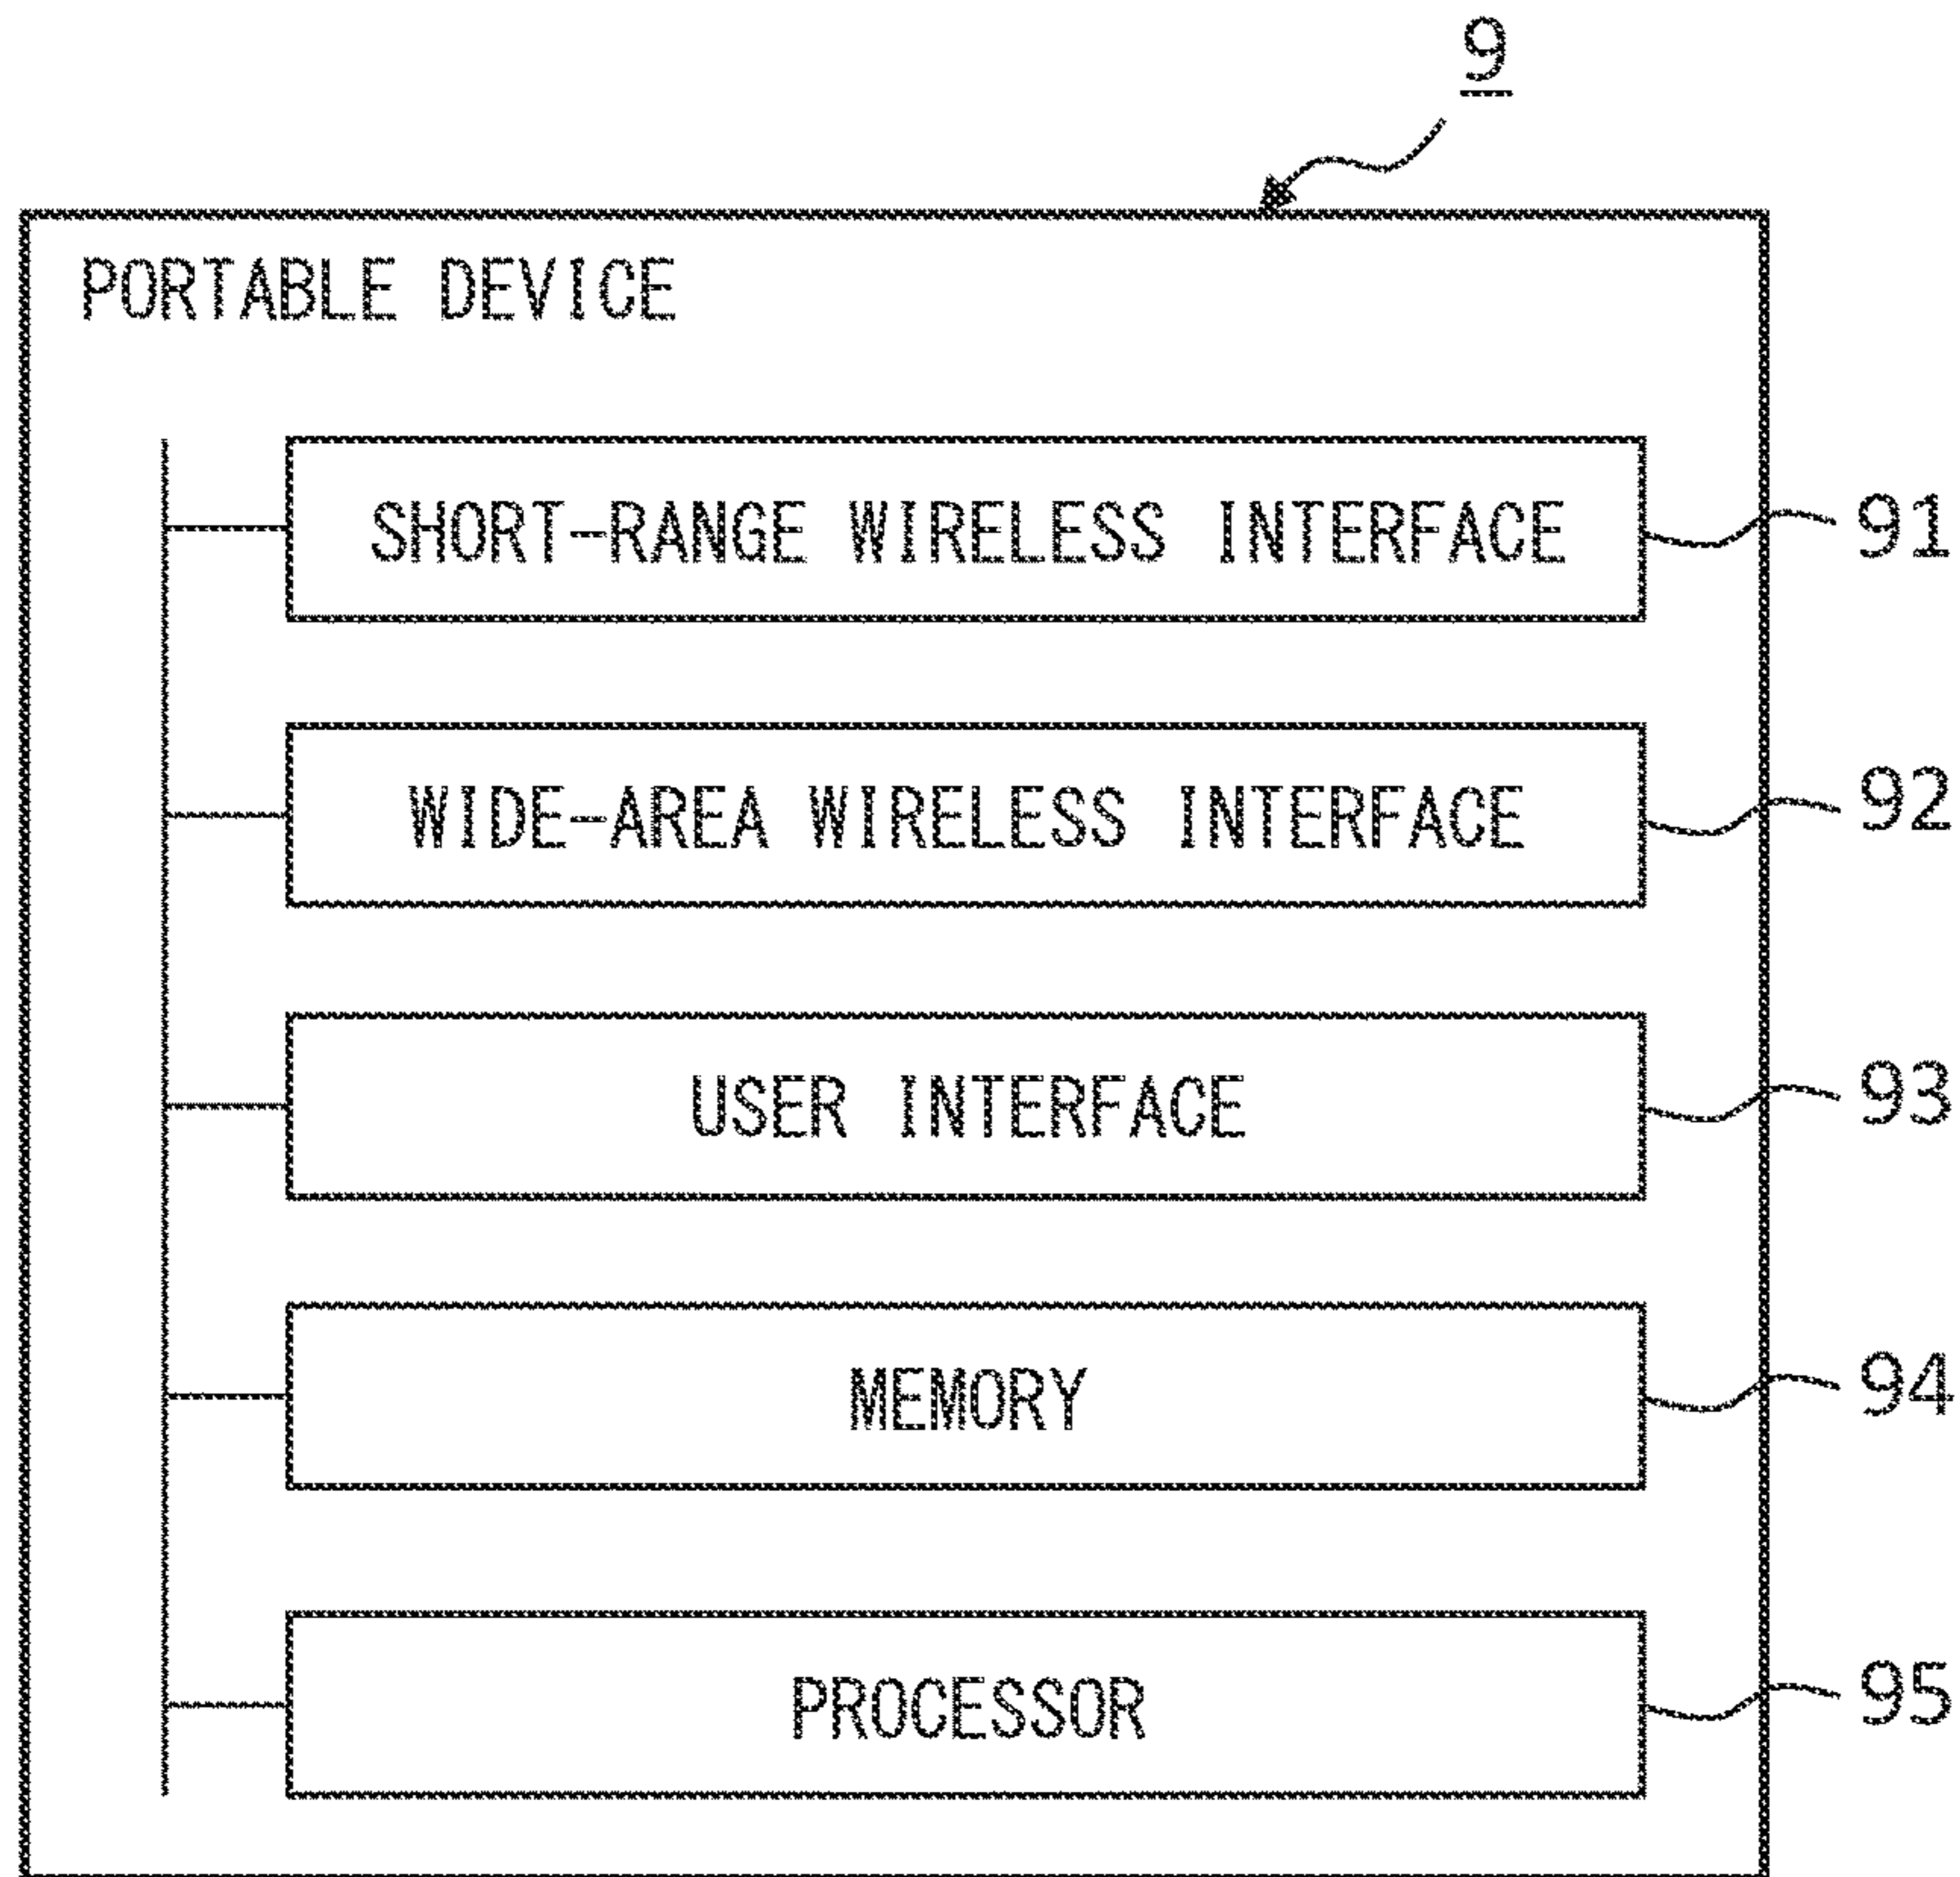 9
PORTABLE DEVICE
SHORT-RANGE WIRELESS INTERFACE 91
WIDE-AREA WIRELESS INTERFACE 92
USER INTERFACE 93
MEMORY 94
PROCESSOR 95